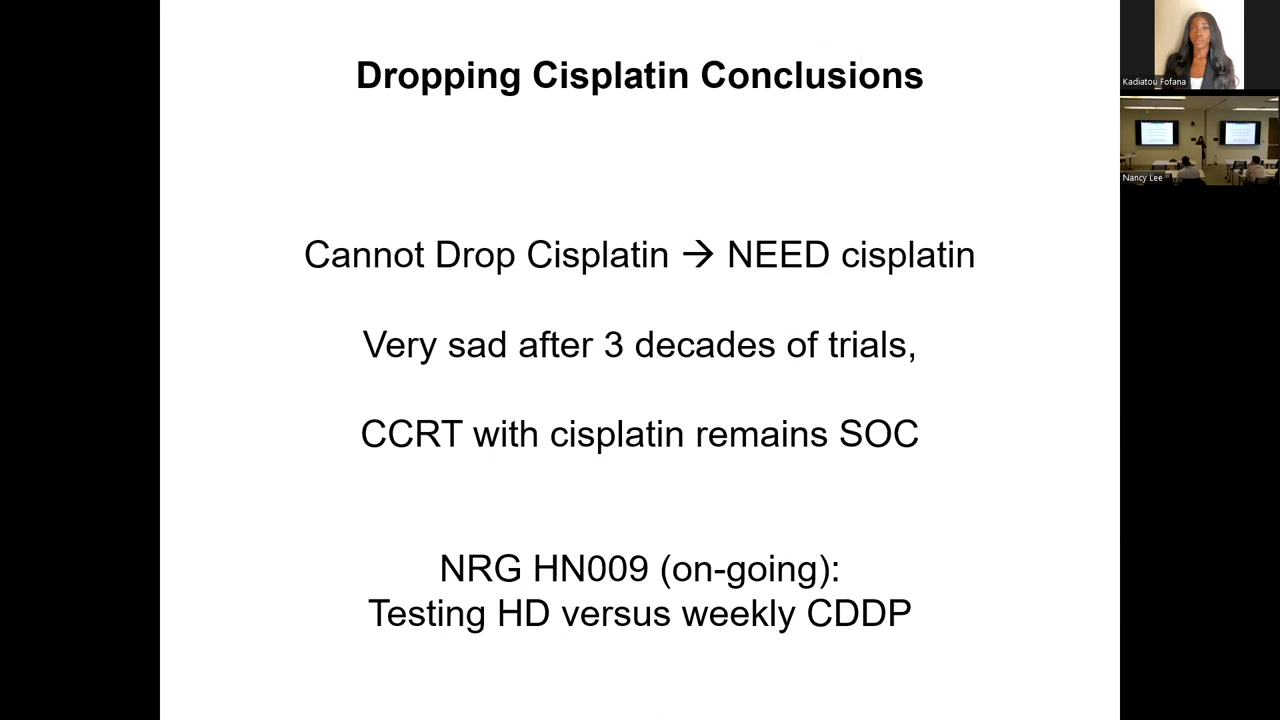 Dropping Cisplatin Conclusions
Cannot Drop Cisplatin → NEED cisplatin
Very sad after 3 decades of trials,
CCRT with cisplatin remains SOC
NRG HN009 (on-going):
Testing HD versus weekly CDDP
Kadiatou Fofana
Nancy Lee